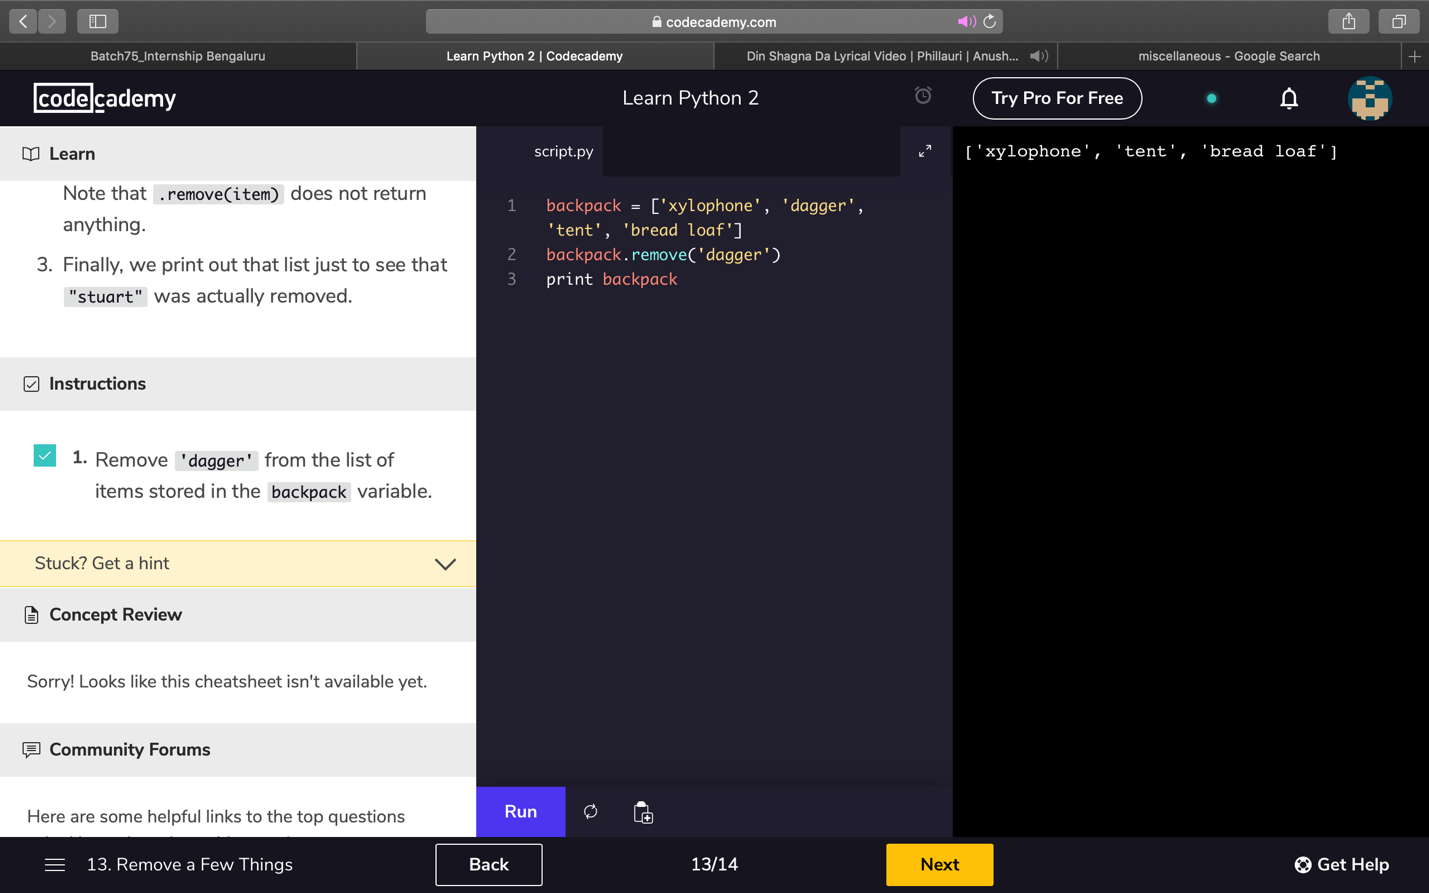 codecademy.com
Batch75_Internship Bengaluru
Learn Python 2 | Codecademy
Din Shagna Da Lyrical Video | Phillauri | Anush...
miscellaneous - Google Search
codecademy
Learn Python 2
Try Pro For Free
Learn
Note that .remove(item) does not return
anything.
3. Finally, we print out that list just to see that
"stuart" was actually removed.
Instructions
1. Remove 'dagger' from the list of
items stored in the backpack variable.
Stuck? Get a hint
Concept Review
Sorry! Looks like this cheatsheet isn't available yet.
Community Forums
Here are some helpful links to the top questions
script.py
1 backpack = ['xylophone', 'dagger',
'tent', 'bread loaf']
2 backpack.remove('dagger')
3 print backpack
Run
['xylophone', 'tent', 'bread loaf']
13. Remove a Few Things
Back
13/14
Next
Get Help